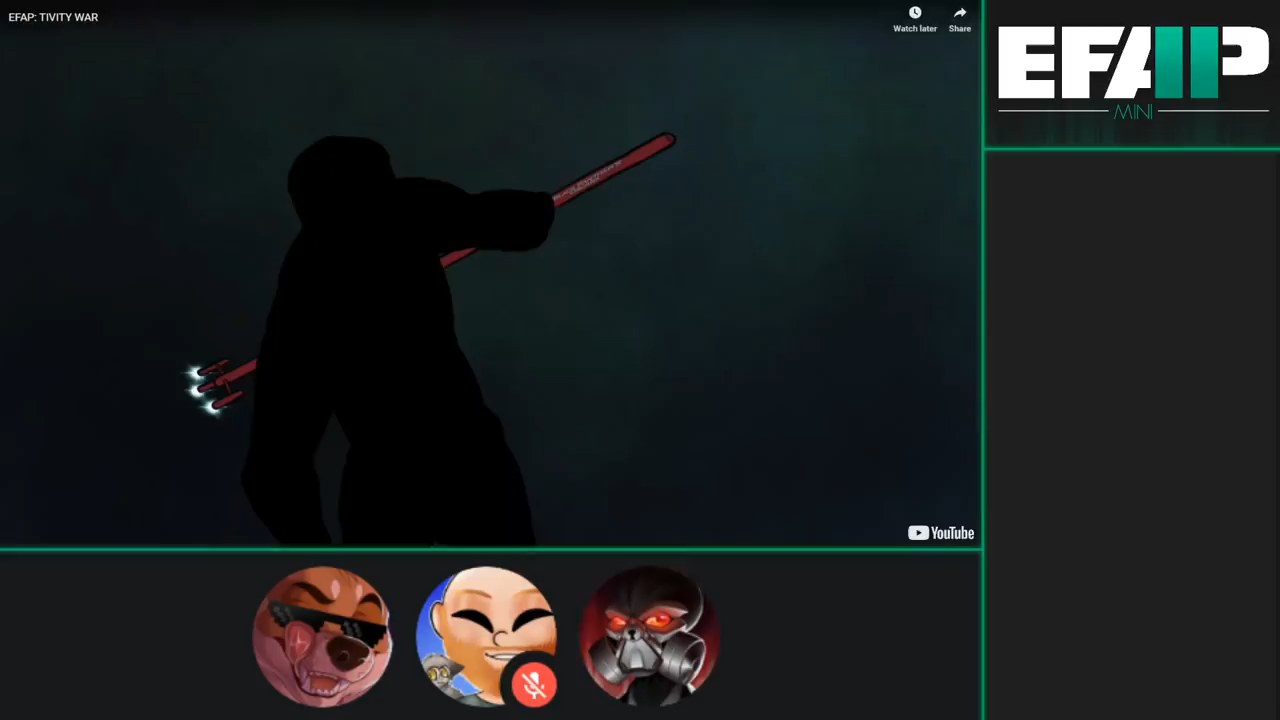 EFAP: TIVITY WAR
Watch later
Share
EFAP
MINI
YouTube